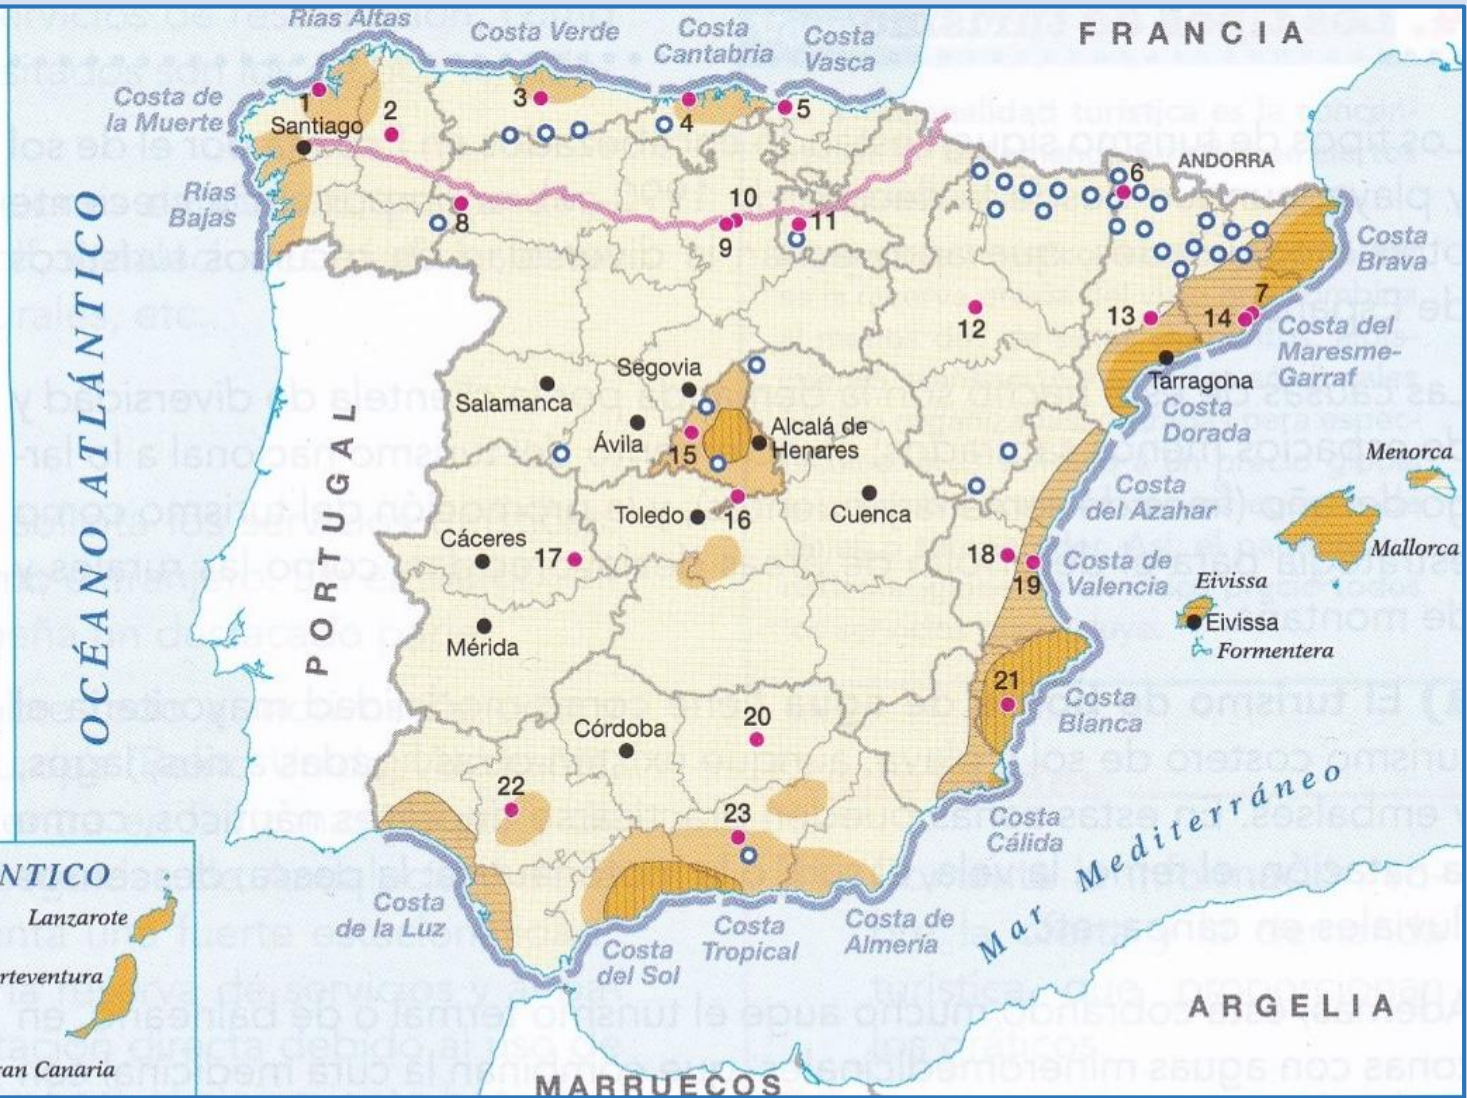 Rías Altas
Costa Verde
Costa
Cantabria
Costa
Vasca
FRANCIA
Costa de
la Muerte
1
2
3
4
5
Santiago
ANDORRA
6
Rías
Bajas
8
10
9
11
Costa
Brava
OCÉANO ATLÁNTICO
12
13
14
7
Costa del
Maresme-
Garraf
Segovia
Salamanca
Tarragona
Costa
Dorada
PORTUGAL
Ávila
15
Alcalá de
Henares
Menorca
Costa
del Azahar
Toledo
16
Cuenca
Mallorca
Cáceres
17
18
19
Costa de
Valencia
Eivissa
Eivissa
Formentera
Mérida
21
Costa
Blanca
Córdoba
20
22
23
Costa
Cálida
Mar Mediterráneo
NTICO
Lanzarote
rteventura
ran Canaria
Costa
de la Luz
Costa
del Sol
Costa
Tropical
Costa de
Almería
ARGELIA
MARRUECOS